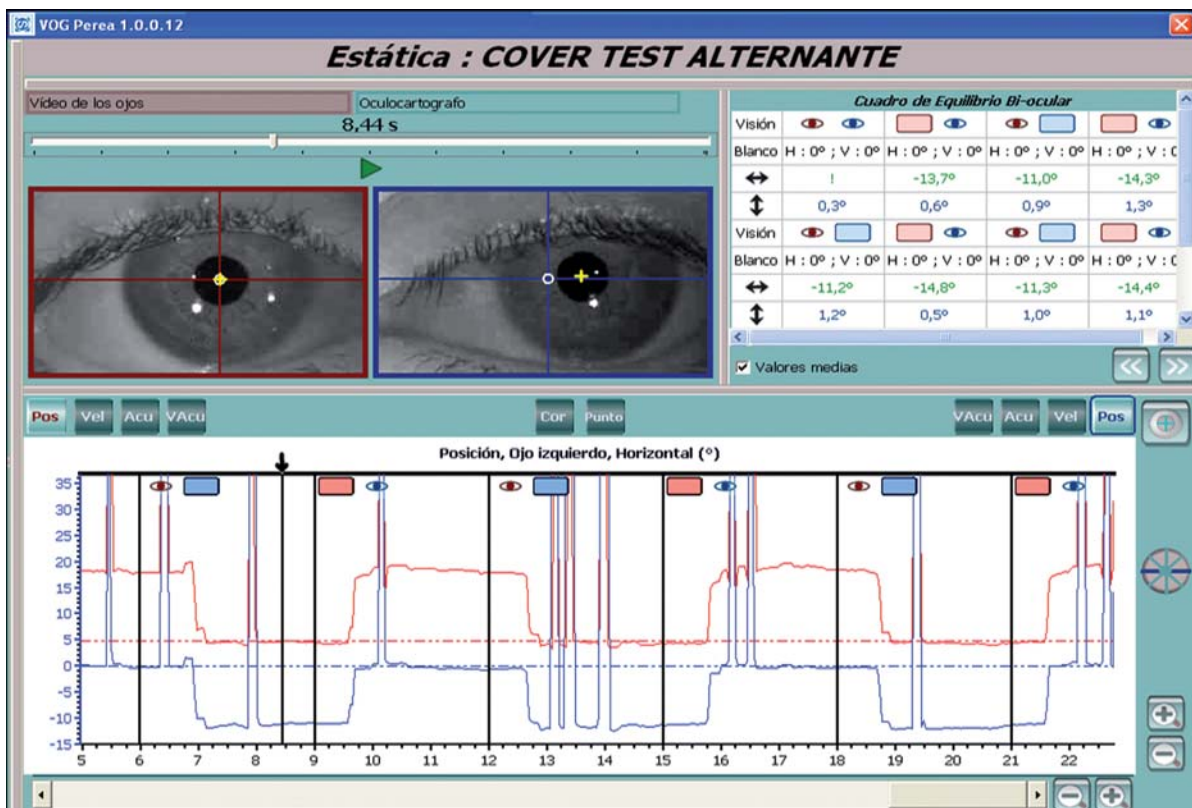 VOG Perea 1.0.0.12
Estática : COVER TEST ALTERNANTE
Vídeo de los ojos
Oculocartografo
8,44 s
Cuadro de Equilibrio Bi-ocular
Visión
Blanco H : 0º ; V : 0º H : 0º ; V : 0º H : 0º ; V : 0º H : 0º ; V : 0
! -13,7º -11,0º -14,3º
0,3º 0,6º 0,9º 1,3º
Visión
Blanco H : 0º ; V : 0º H : 0º ; V : 0º H : 0º ; V : 0º H : 0º ; V : 0
-11,2º -14,8º -11,3º -14,4º
1,2º 0,5º 1,0º 1,1º
Valores medias
Pos Vel Acu VAcu Cor Punto VAcu Acu Vel Pos
Posición, Ojo izquierdo, Horizontal (º)
35
30
25
20
15
10
5
0
-5
-10
-15
5 6 7 8 9 10 11 12 13 14 15 16 17 18 19 20 21 22